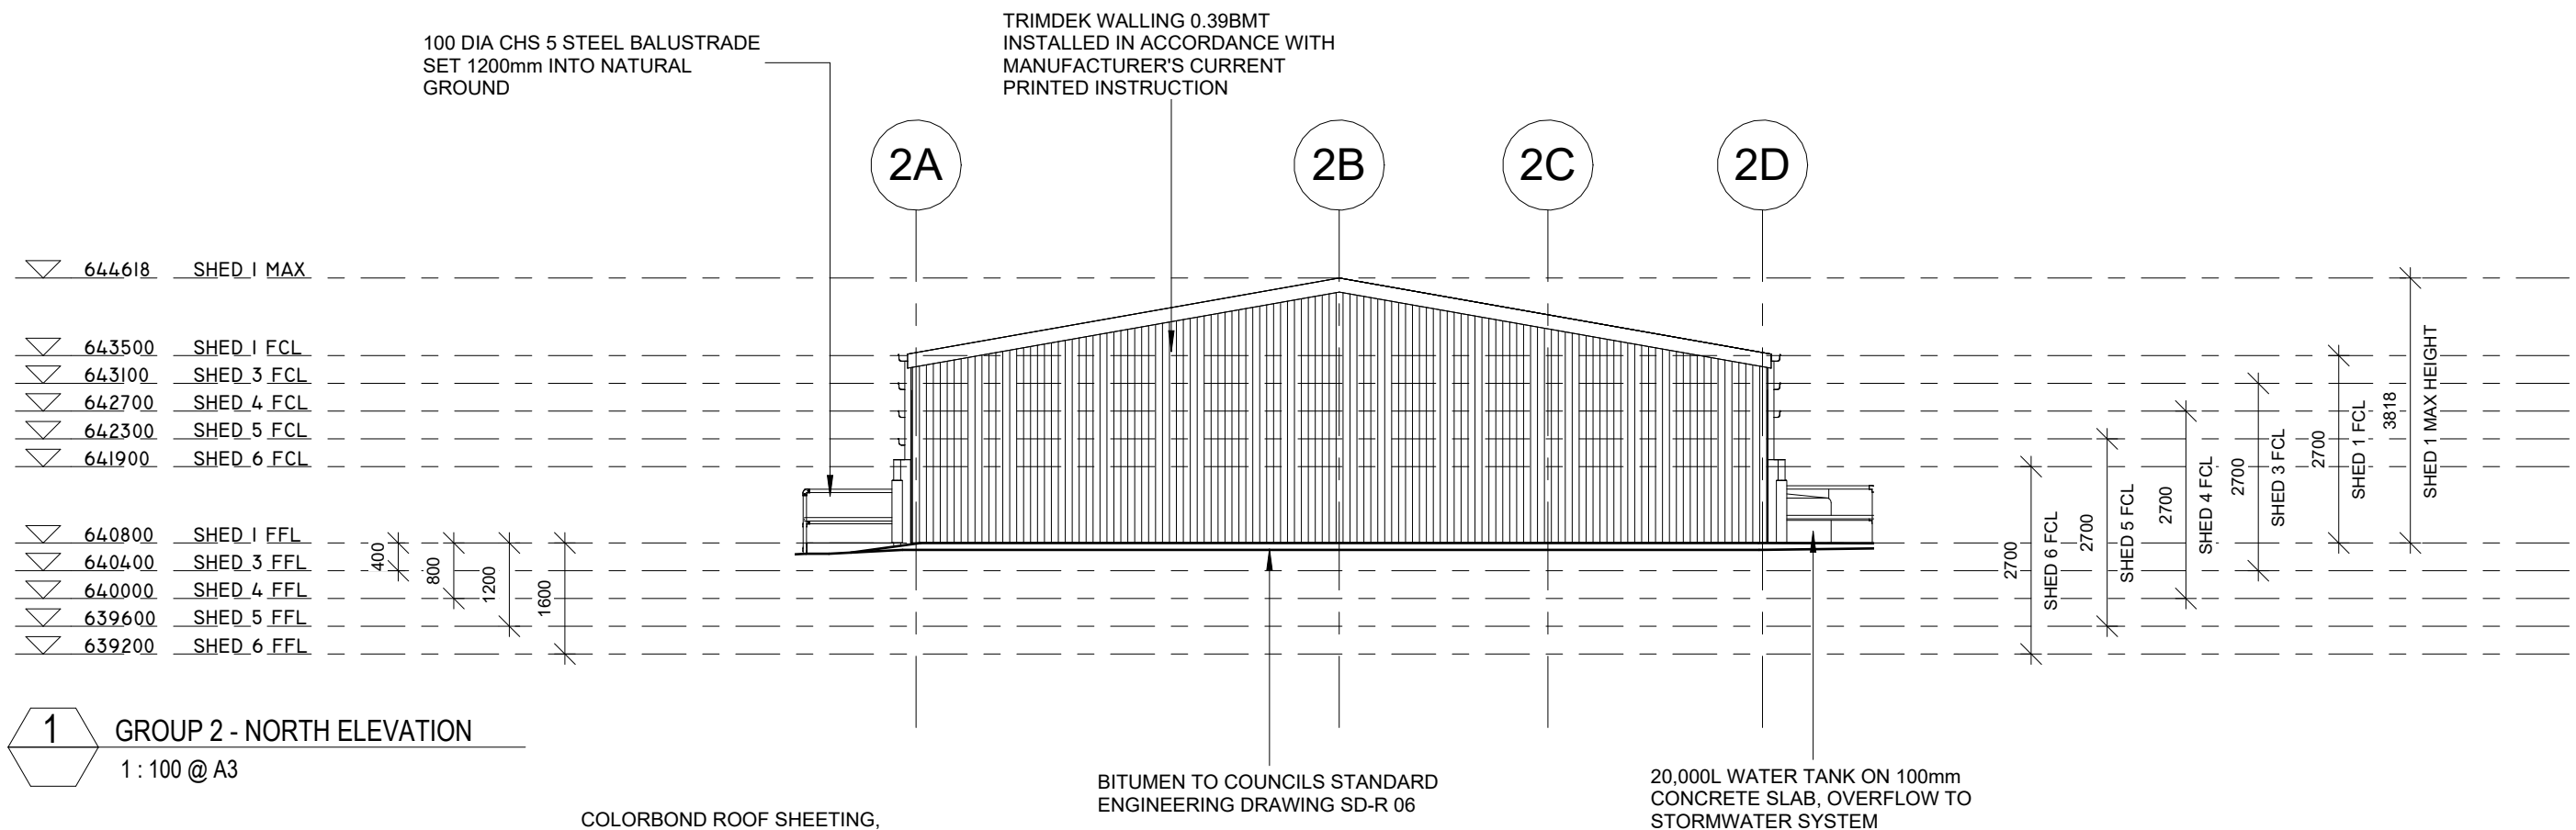 100 DIA CHS 5 STEEL BALUSTRADE
SET 1200mm INTO NATURAL
GROUND
TRIMDEK WALLING 0.39BMT
INSTALLED IN ACCORDANCE WITH
MANUFACTURER'S CURRENT
PRINTED INSTRUCTION
2A
2B
2C
2D
644618 SHED 1 MAX
643500 SHED 1 FCL
643100 SHED 3 FCL
642700 SHED 4 FCL
642300 SHED 5 FCL
641900 SHED 6 FCL
640800 SHED 1 FFL
640400 SHED 3 FFL
640000 SHED 4 FFL
639600 SHED 5 FFL
639200 SHED 6 FFL
400
800
1200
1600
2700
SHED 6 FCL
2700
SHED 5 FCL
2700
SHED 4 FCL
2700
SHED 3 FCL
2700
SHED 1 FCL
3818
SHED 1 MAX HEIGHT
1
GROUP 2 - NORTH ELEVATION
1 : 100 @ A3
BITUMEN TO COUNCILS STANDARD
ENGINEERING DRAWING SD-R 06
20,000L WATER TANK ON 100mm
CONCRETE SLAB, OVERFLOW TO
STORMWATER SYSTEM
COLORBOND ROOF SHEETING,